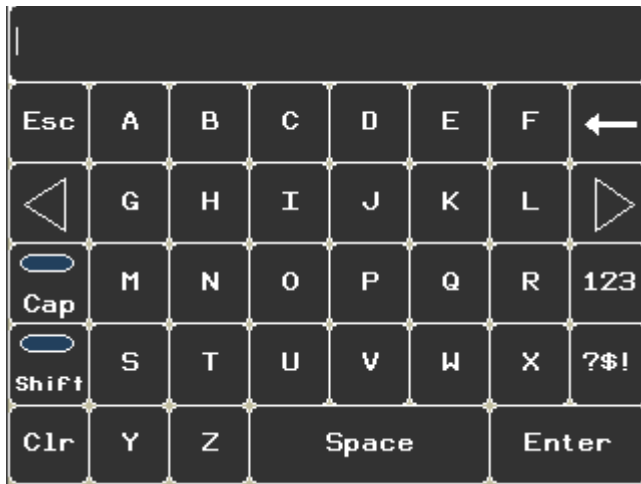 Esc A B C D E F
G H I J K L
Cap M N O P Q R 123
Shift S T U V W X ?$!
Clr Y Z Space Enter